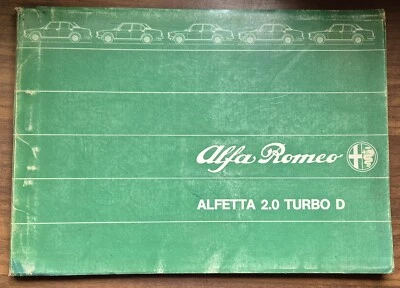 Alfa Romeo
ALFETTA 2.0 TURBO D